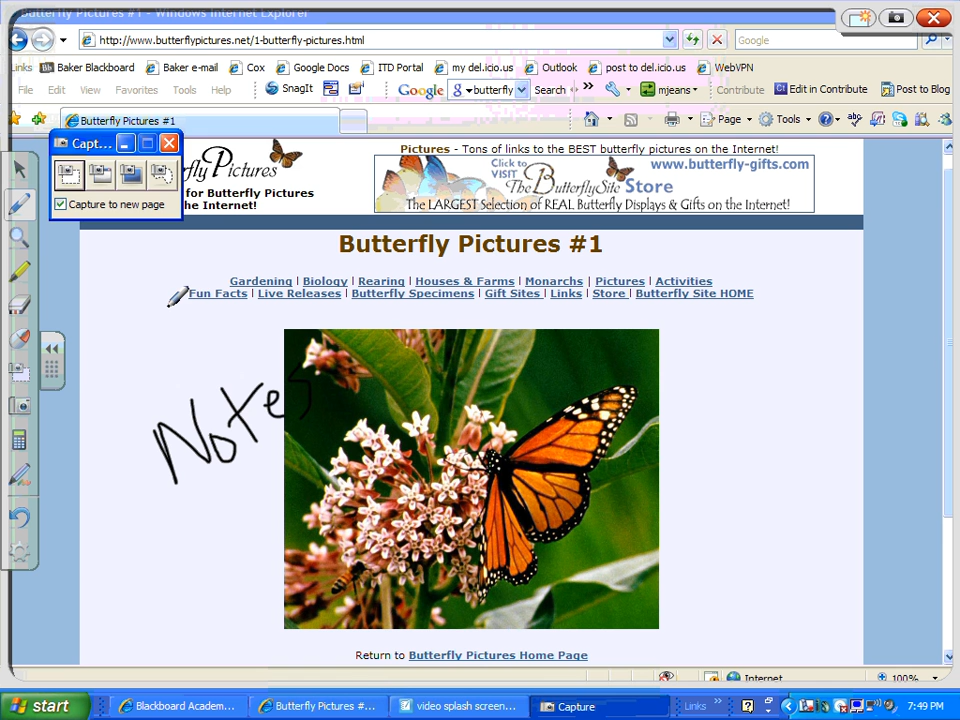 Butterfly Pictures #1 - Windows Internet Explorer
http://www.butterflypictures.net/1-butterfly-pictures.html
Google
Links Baker Blackboard Baker e-mail Cox Google Docs ITD Portal my del.icio.us Outlook post to del.icio.us WebVPN
File Edit View Favorites Tools Help SnagIt Google butterfly Search » mjeans Contribute Edit in Contribute Post to Blog
Butterfly Pictures #1 Page Tools
Capt...
Capture to new page
fly Pictures
for Butterfly Pictures
the Internet!
Pictures - Tons of links to the BEST butterfly pictures on the Internet!
Click to VISIT The ButterflySite Store www.butterfly-gifts.com
The LARGEST Selection of REAL Butterfly Displays & Gifts on the Internet!
Butterfly Pictures #1
Gardening | Biology | Rearing | Houses & Farms | Monarchs | Pictures | Activities
Fun Facts | Live Releases | Butterfly Specimens | Gift Sites | Links | Store | Butterfly Site HOME
Notes
Return to Butterfly Pictures Home Page
Internet 100%
start Blackboard Academ... Butterfly Pictures #... video splash screen... Capture Links » 7:49 PM